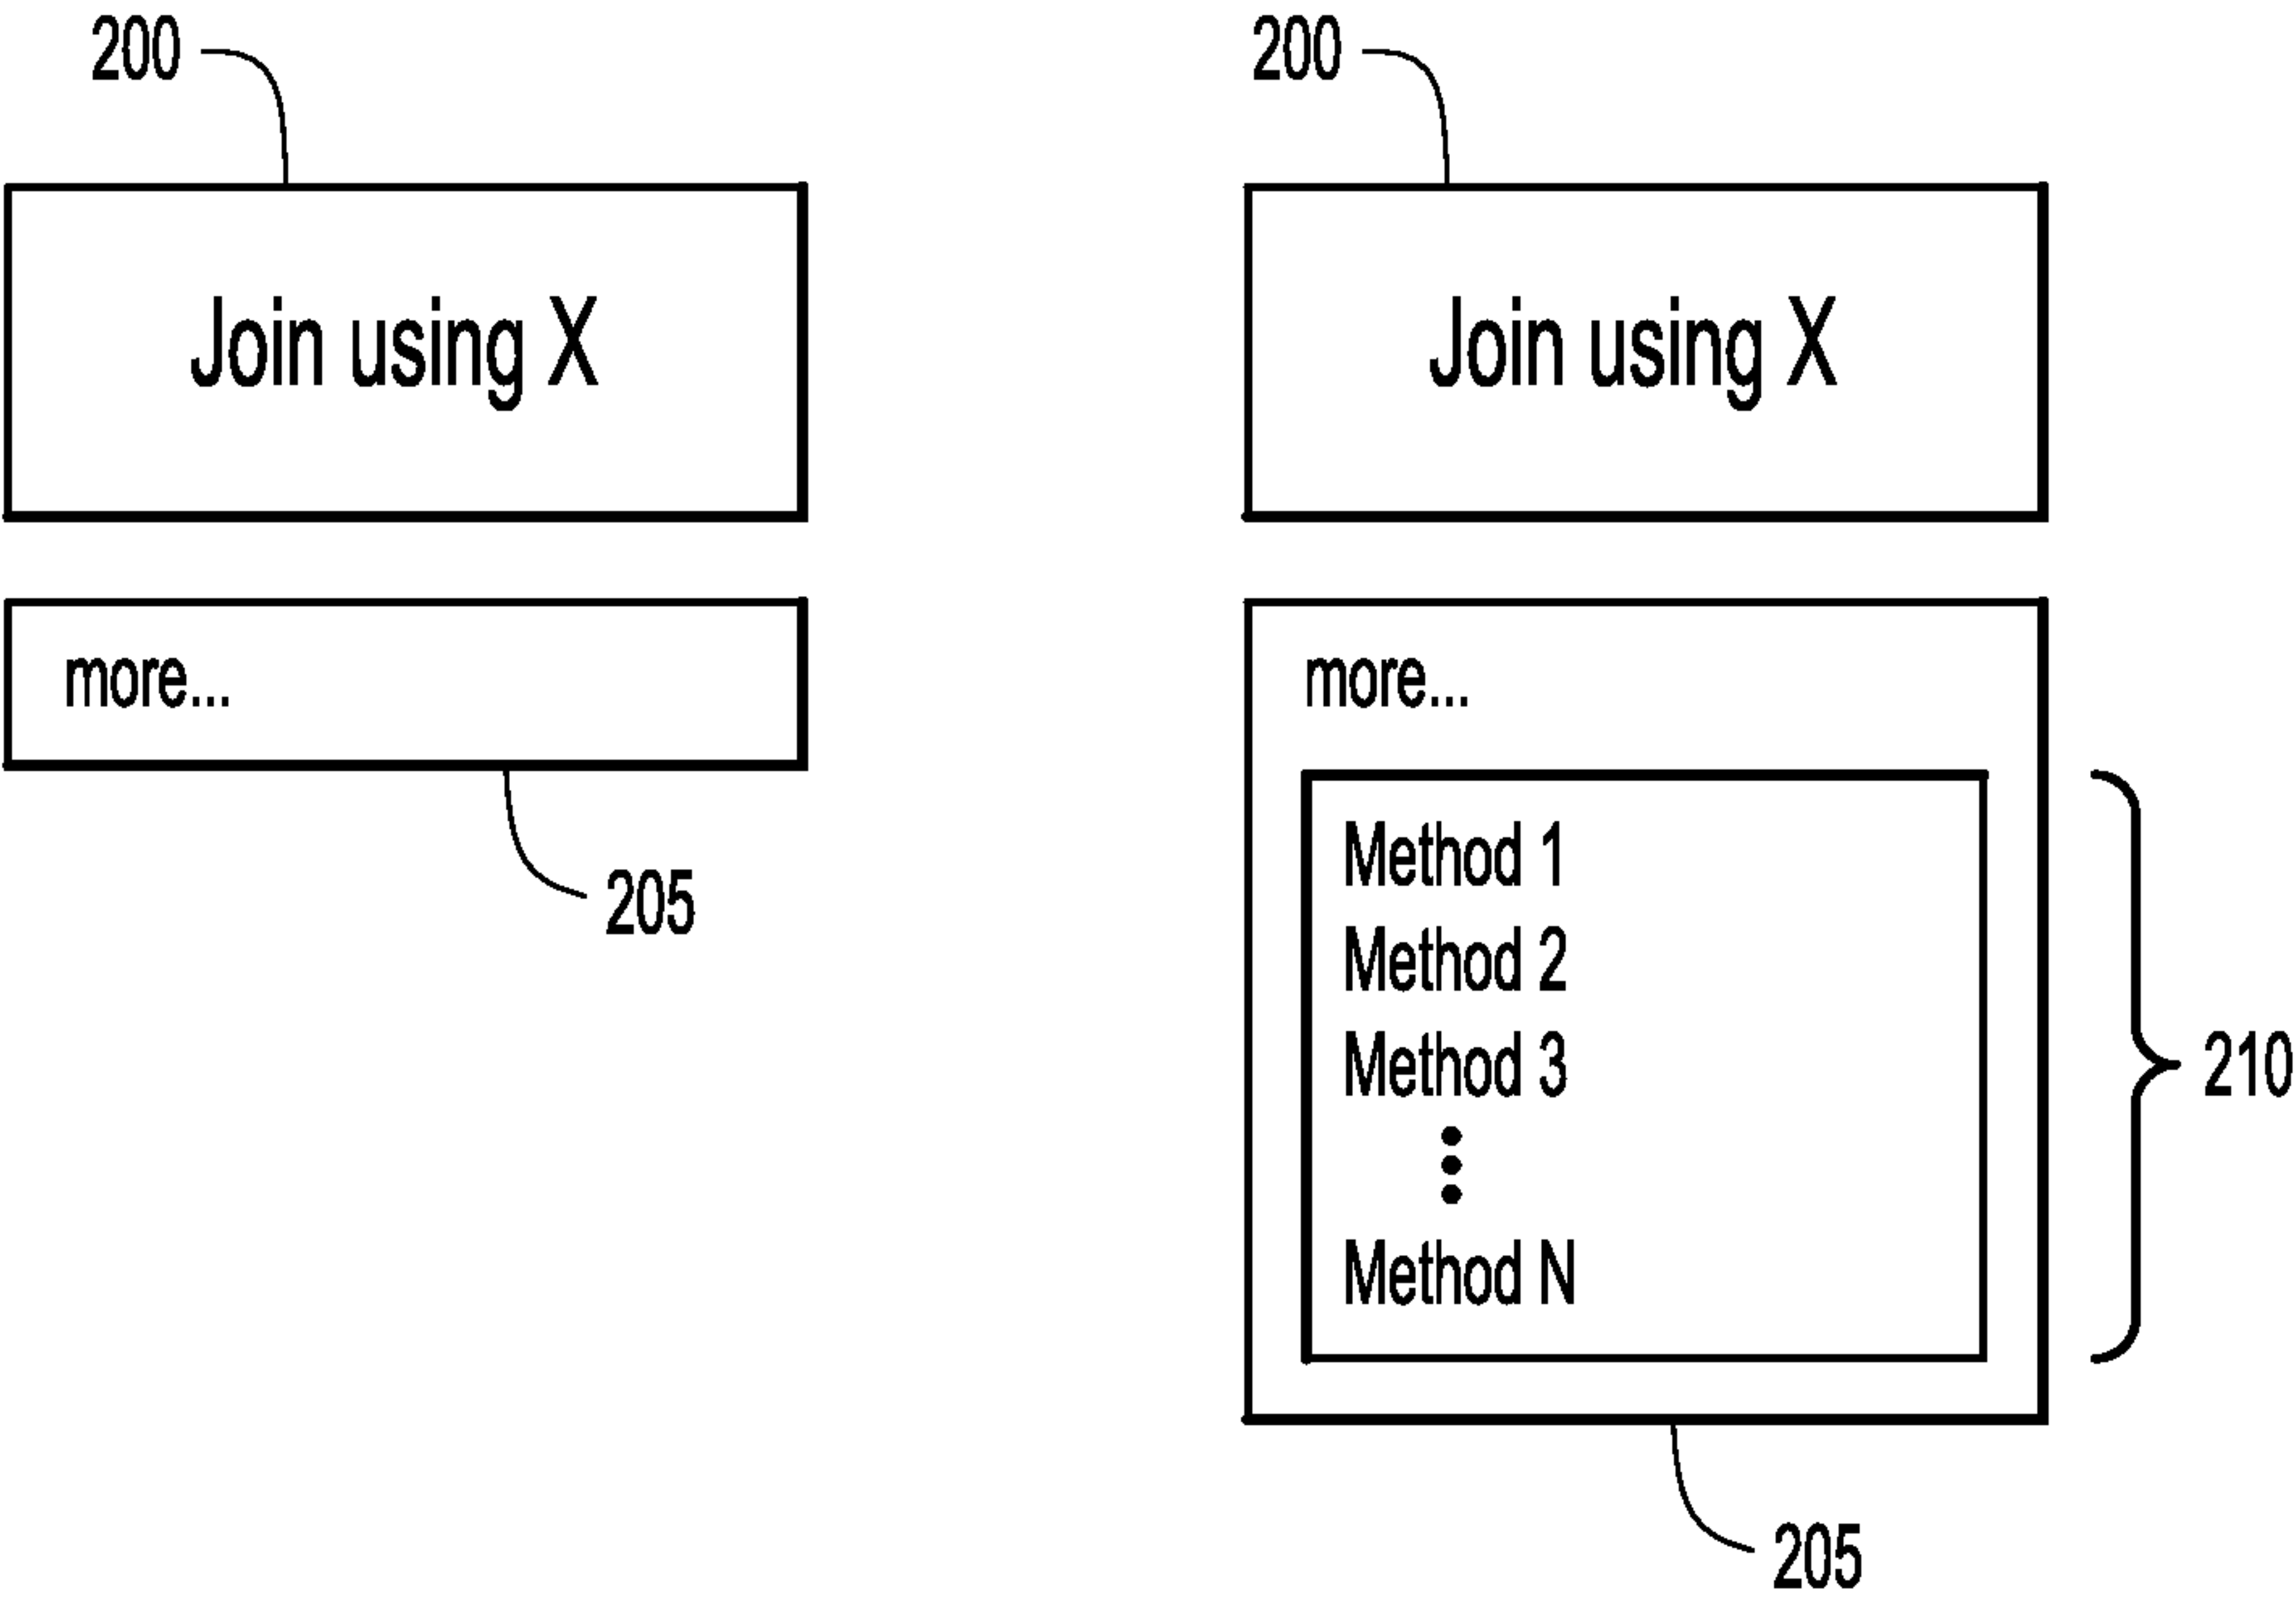 200
Join using X
more...
205
200
Join using X
more...
Method 1
Method 2
Method 3
Method N
210
205